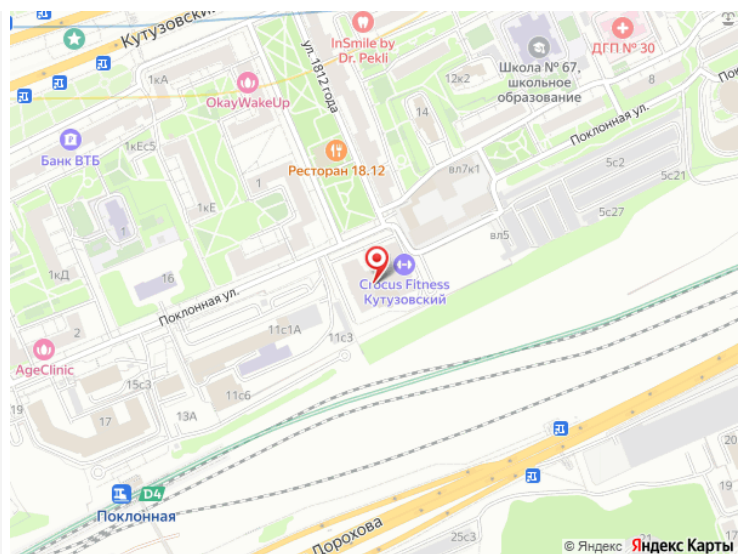 Кутузовский
InSmile by
Dr. Pekli
ДГП № 30
1кА
ул. 1812 года
12к2
Школа № 67,
школьное
образование
8
OkayWakeUp
14
Поклонная ул.
1кЕс5
Банк ВТБ
Ресторан 18.12
5с2
5с21
вл7к1
1
1кЕ
5с27
1
вл5
1кД
16
Crocus Fitness
Кутузовский
Поклонная ул.
2
11с1А
11с3
AgeClinic
15с3
11с6
19
13А
17
20
D4
Поклонная
19
Порохова
25с3
17
© Яндекс Яндекс Карты